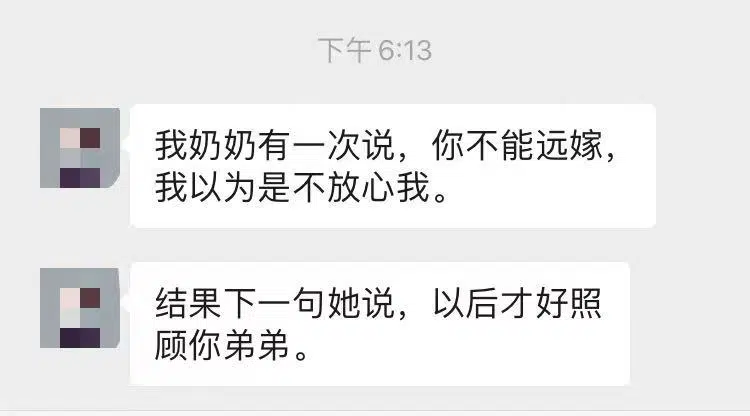 下午 6:13
我奶奶有一次说，你不能远嫁，
我以为是不放心我。
结果下一句她说，以后才好照
顾你弟弟。